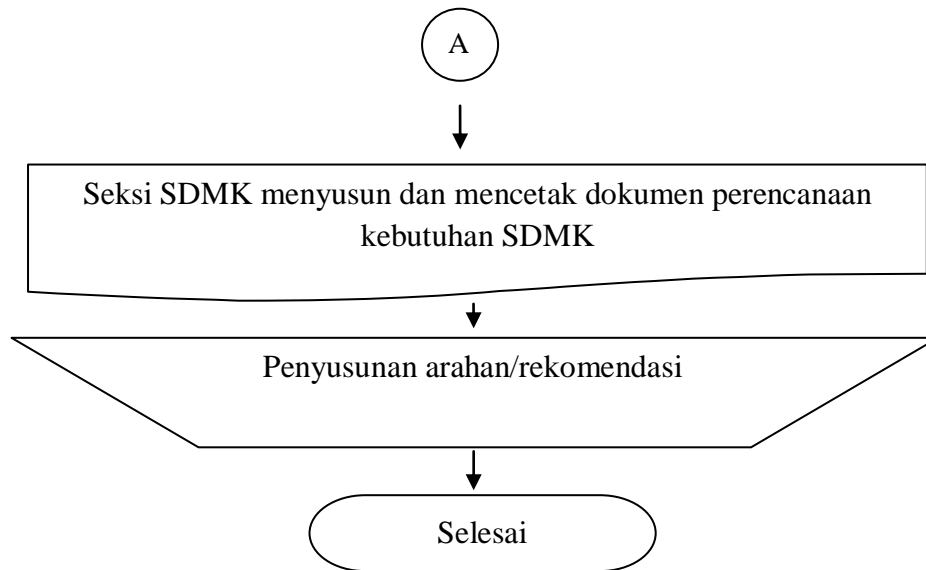 A
Seksi SDMK menyusun dan mencetak dokumen perencanaan
kebutuhan SDMK
Penyusunan arahan/rekomendasi
Selesai